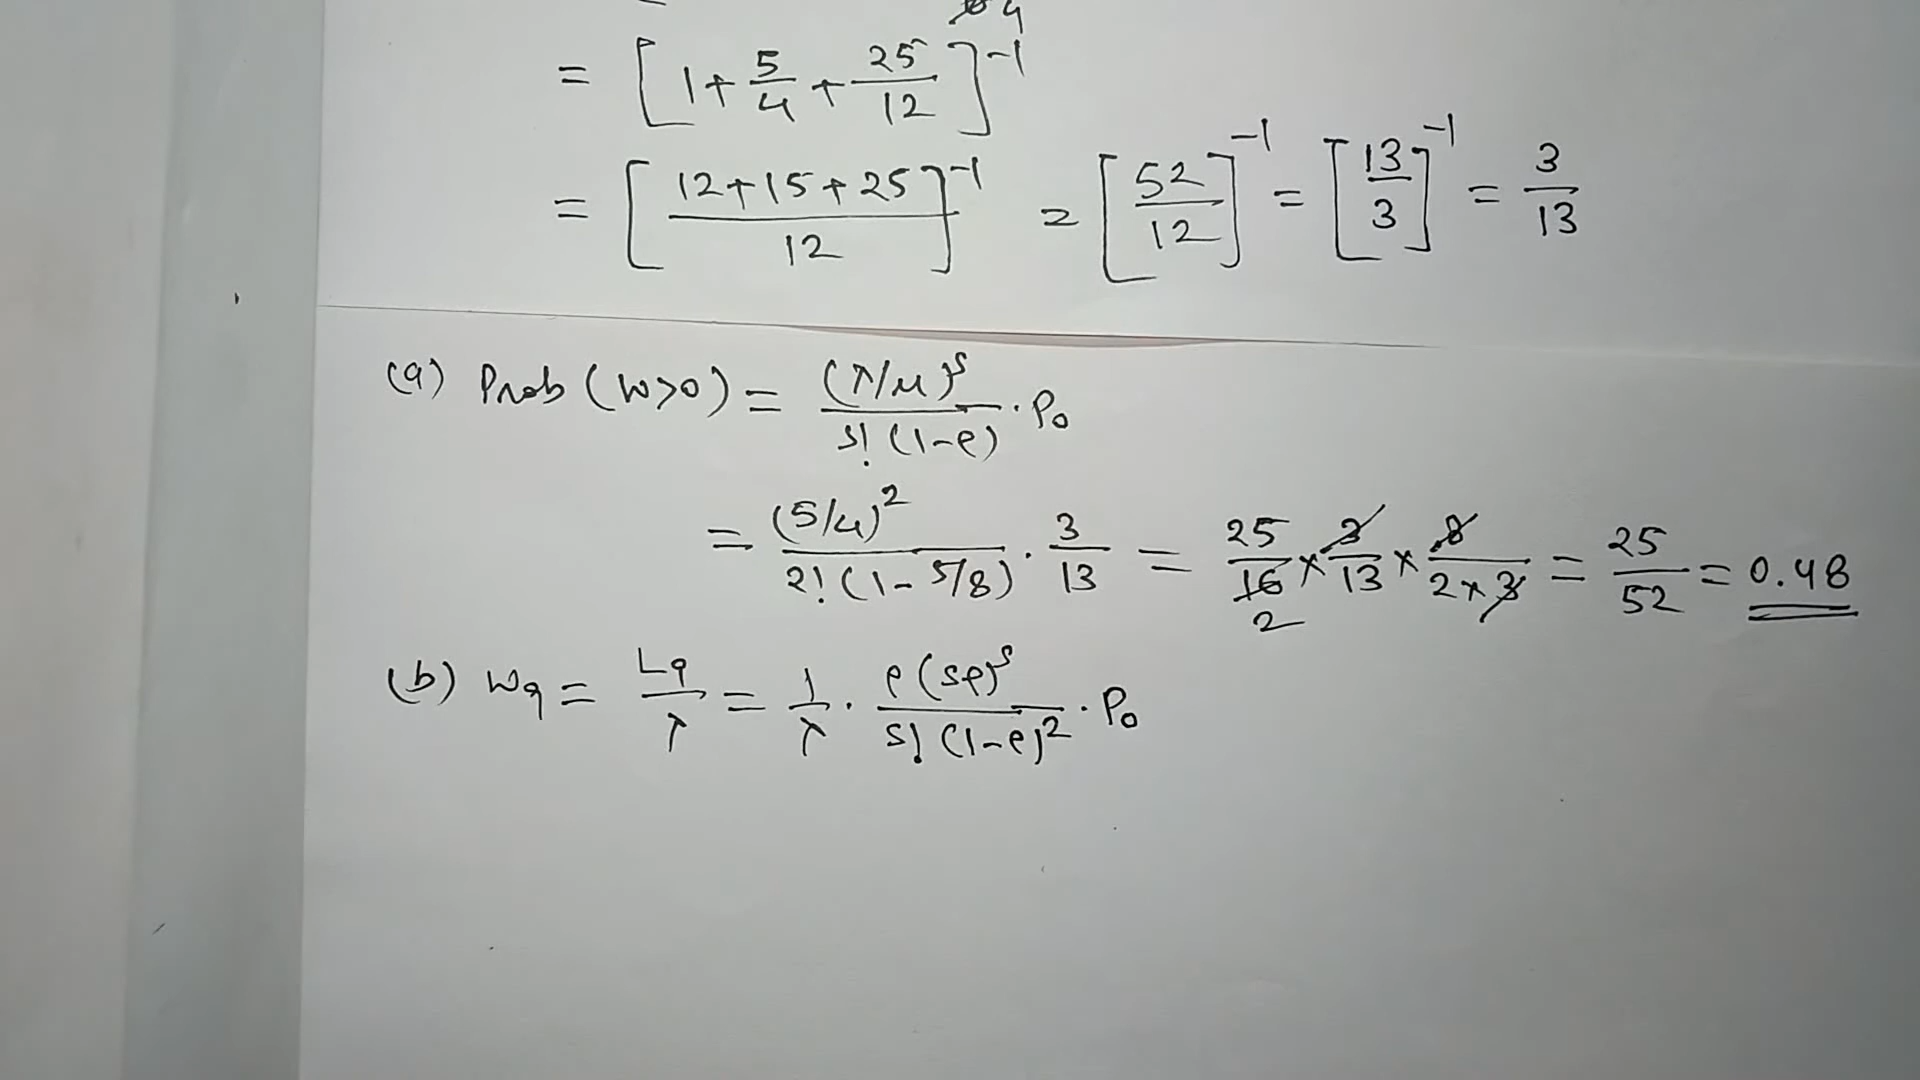 4
= [1 + 5/4 + 25/12]^-1
= [(12+15+25)/12]^-1 = [52/12]^-1 = [13/3]^-1 = 3/13
(a) Prob (W>0) = (λ/μ)^s / s! (1-ρ) · P₀
= (5/4)^2 / 2! (1 - 5/8) · 3/13 = 25/16 × 3/13 × 8/(2×3) = 25/52 = 0.48
2
(b) Wq = Lq/λ = 1/λ · ρ(sρ)^s / s! (1-ρ)^2 · P₀